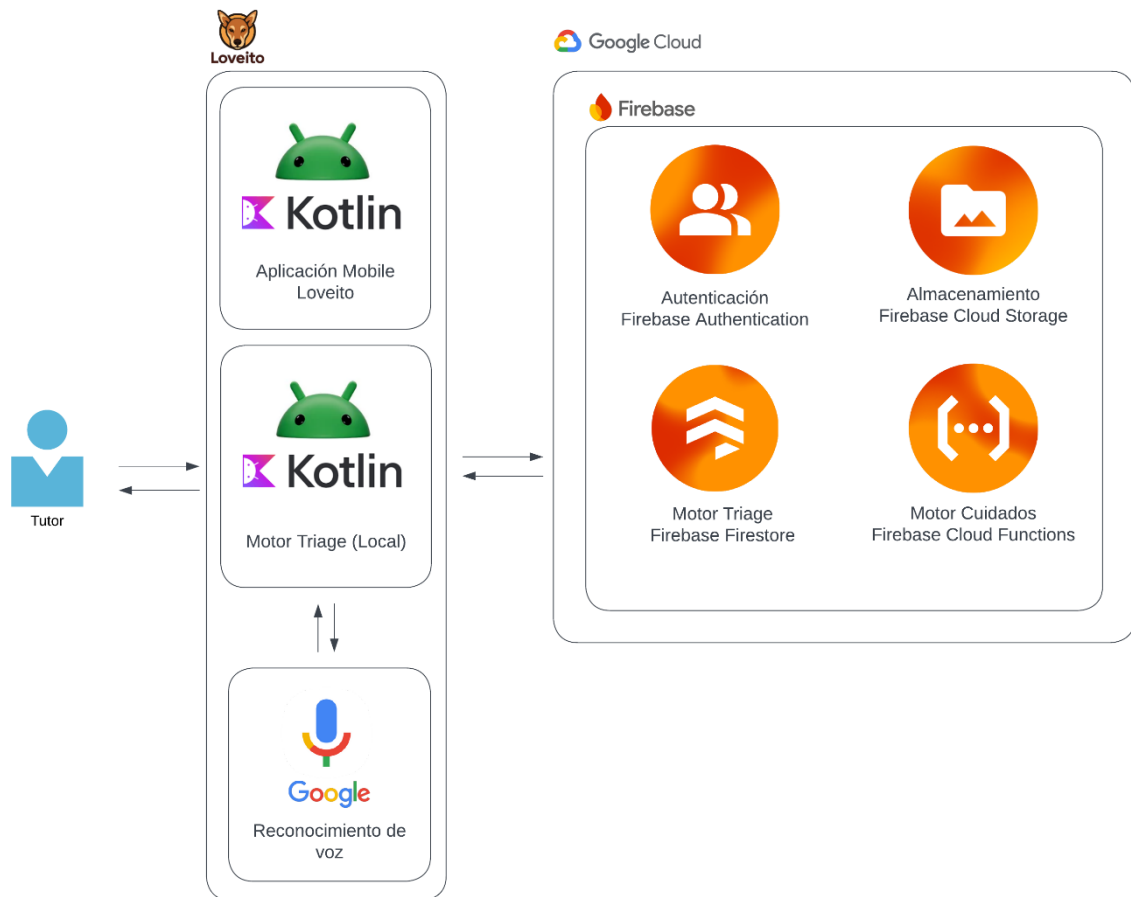 Loveito
Kotlin
Aplicación Mobile
Loveito
Kotlin
Motor Triage (Local)
Google
Reconocimiento de
voz
Tutor
Google Cloud
Firebase
Autenticación
Firebase Authentication
Almacenamiento
Firebase Cloud Storage
Motor Triage
Firebase Firestore
Motor Cuidados
Firebase Cloud Functions